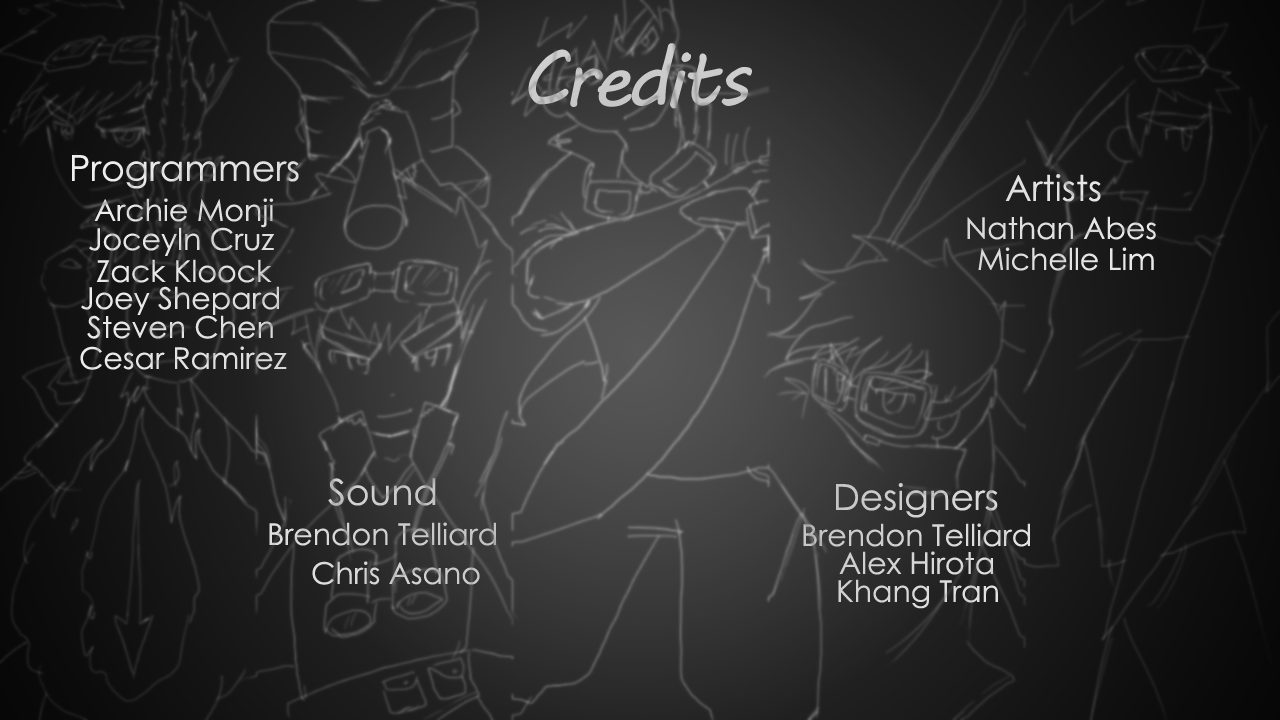 Credits
Programmers
Archie Monji
Joceyln Cruz
Zack Kloock
Joey Shepard
Steven Chen
Cesar Ramirez
Artists
Nathan Abes
Michelle Lim
Sound
Brendon Telliard
Chris Asano
Designers
Brendon Telliard
Alex Hirota
Khang Tran